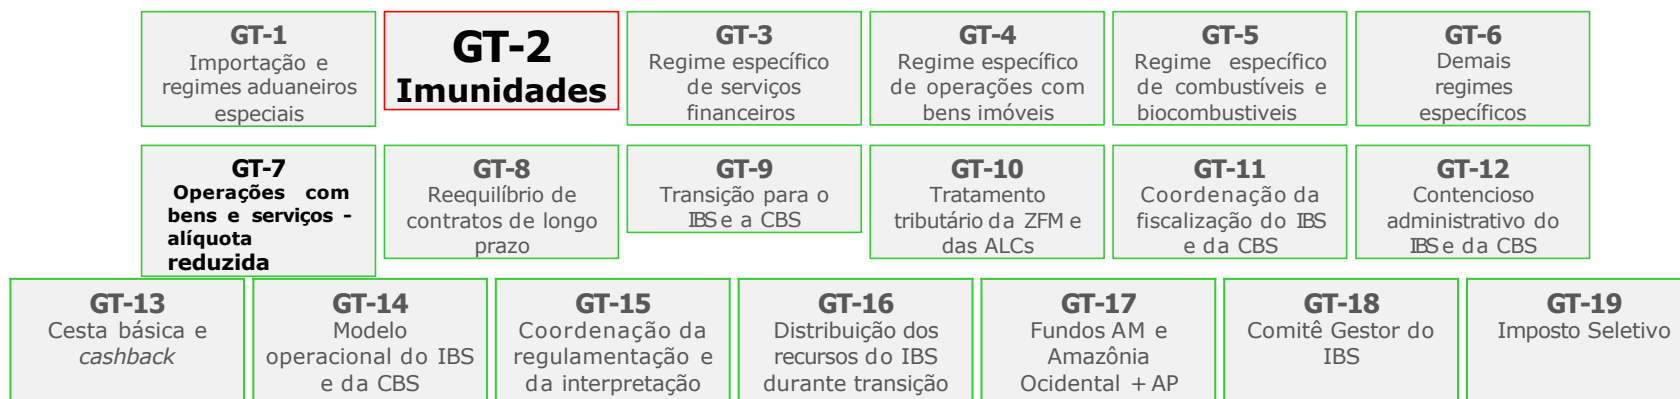 GT-1
Importação e
regimes aduaneiros
especiais
GT-2
Imunidades
GT-3
Regime específico
de serviços
financeiros
GT-4
Regime específico
de operações com
bens imóveis
GT-5
Regime específico
de combustíveis e
biocombustiveis
GT-6
Demais
regimes
específicos
GT-7
Operações com
bens e serviços -
alíquota
reduzida
GT-8
Reequilíbrio de
contratos de longo
prazo
GT-9
Transição para o
IBS e a CBS
GT-10
Tratamento
tributário da ZFM e
das ALCs
GT-11
Coordenação da
fiscalização do IBS
e da CBS
GT-12
Contencioso
administrativo do
IBS e da CBS
GT-13
Cesta básica e
cashback
GT-14
Modelo
operacional do IBS
e da CBS
GT-15
Coordenação da
regulamentação e
da interpretação
GT-16
Distribuição dos
recursos do IBS
durante transição
GT-17
Fundos AM e
Amazônia
Ocidental + AP
GT-18
Comitê Gestor do
IBS
GT-19
Imposto Seletivo